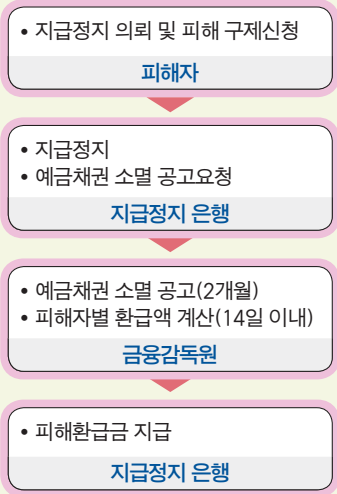 • 지급정지 의뢰 및 피해 구제신청
피해자
• 지급정지
• 예금채권 소멸 공고요청
지급정지 은행
• 예금채권 소멸 공고(2개월)
• 피해자별 환급액 계산(14일 이내)
금융감독원
• 피해환급금 지급
지급정지 은행